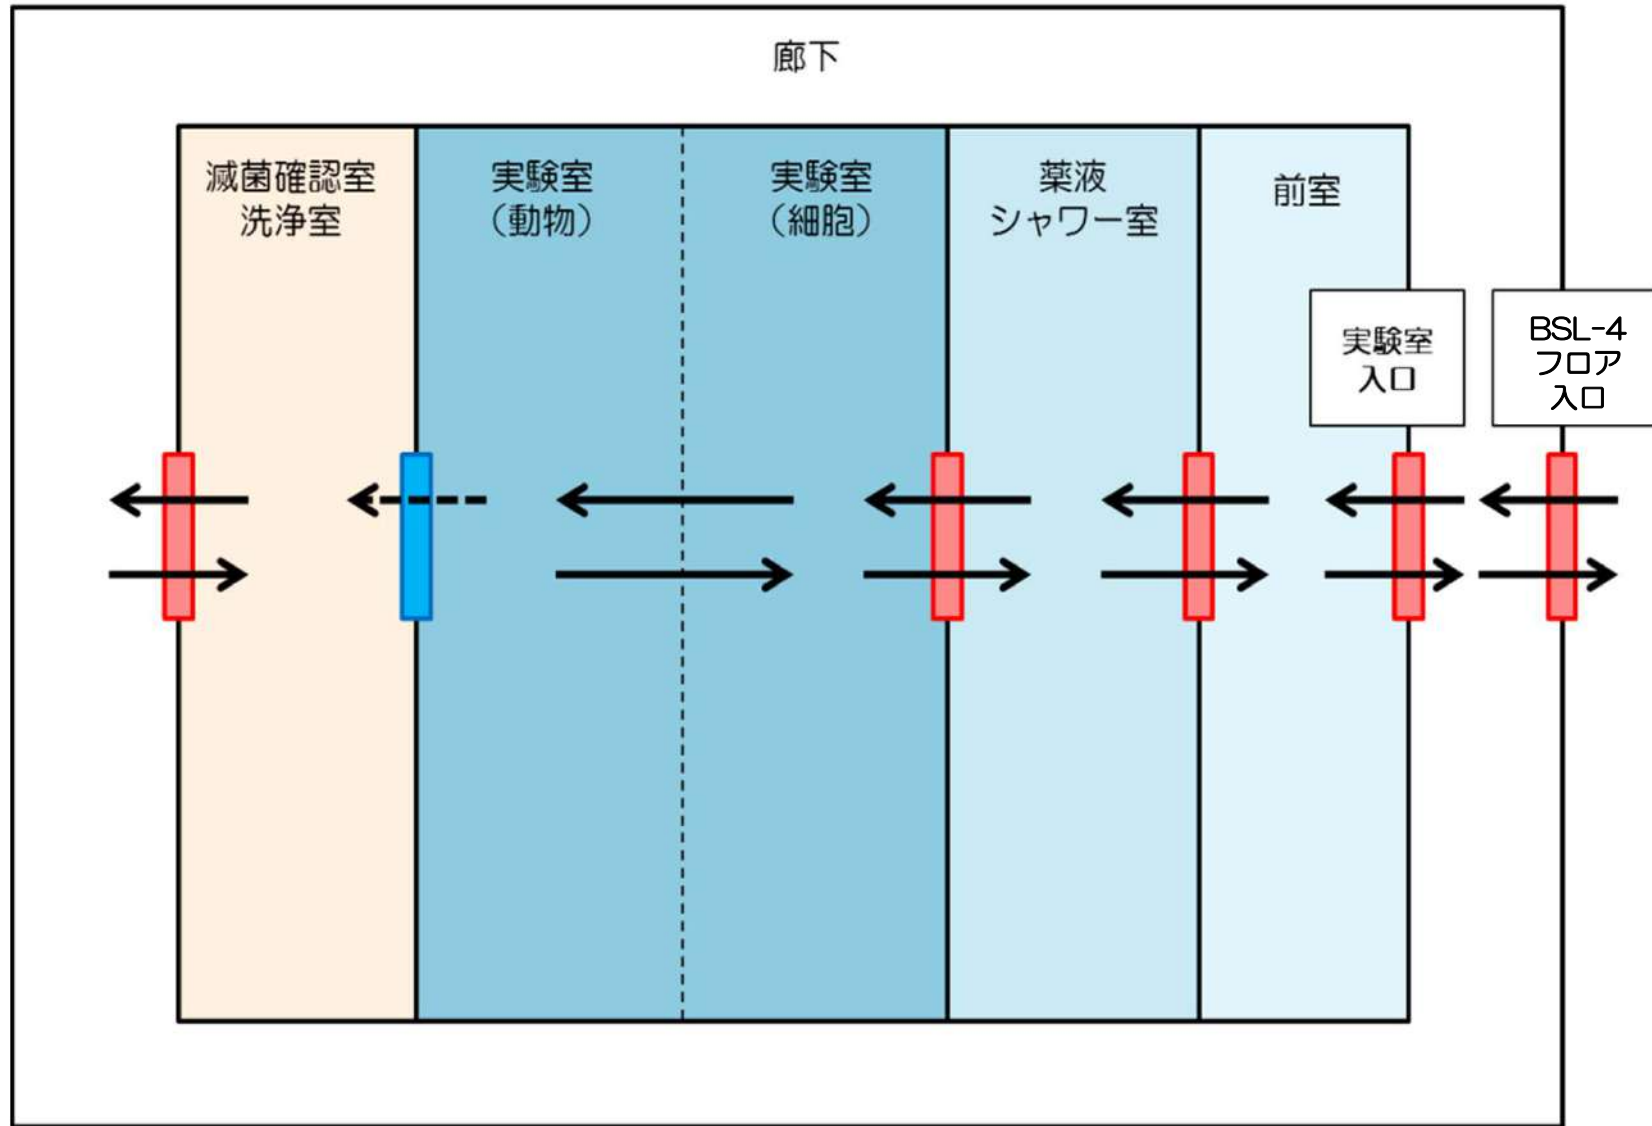 廊下
滅菌確認室
洗浄室
実験室
（動物）
実験室
（細胞）
薬液
シャワー室
前室
実験室
入口
BSL-4
フロア
入口